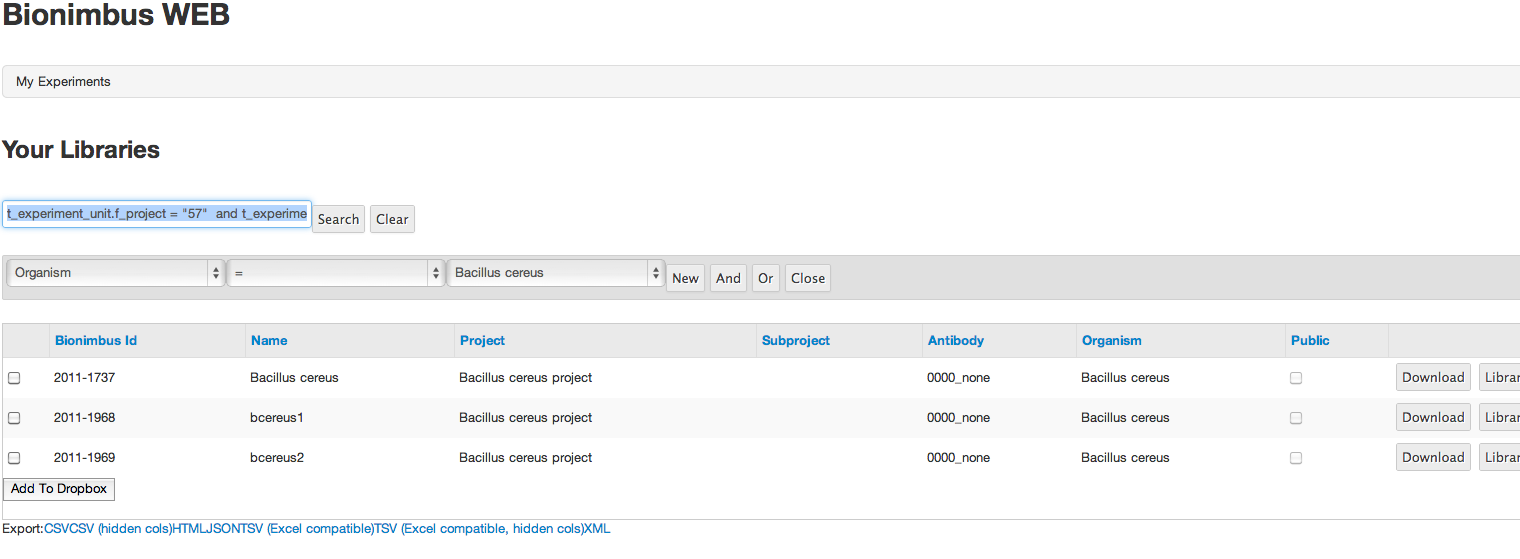 Bionimbus WEB
My Experiments
Your Libraries
t_experiment_unit.f_project = "57" and t_experime Search Clear
Organism = Bacillus cereus New And Or Close
Bionimbus Id Name Project Subproject Antibody Organism Public
2011-1737 Bacillus cereus Bacillus cereus project 0000_none Bacillus cereus Download Librar
2011-1968 bcereus1 Bacillus cereus project 0000_none Bacillus cereus Download Librar
2011-1969 bcereus2 Bacillus cereus project 0000_none Bacillus cereus Download Librar
Add To Dropbox
Export:CSVCSV (hidden cols)HTMLJSONTSV (Excel compatible)TSV (Excel compatible, hidden cols)XML